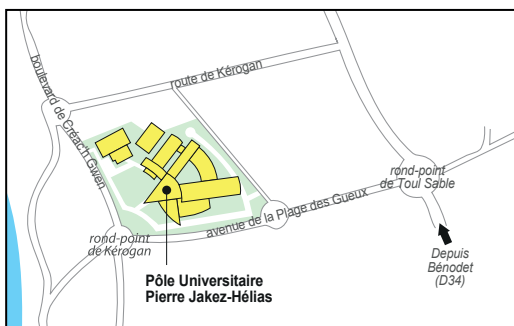 boulevard de Créac'h Gwen
route de Kérogan
rond-point
de Toul Sable
avenue de la Plage des Gueux
rond-point
de Kérogan
Depuis
Bénodet
(D34)
Pôle Universitaire
Pierre Jakez-Hélias